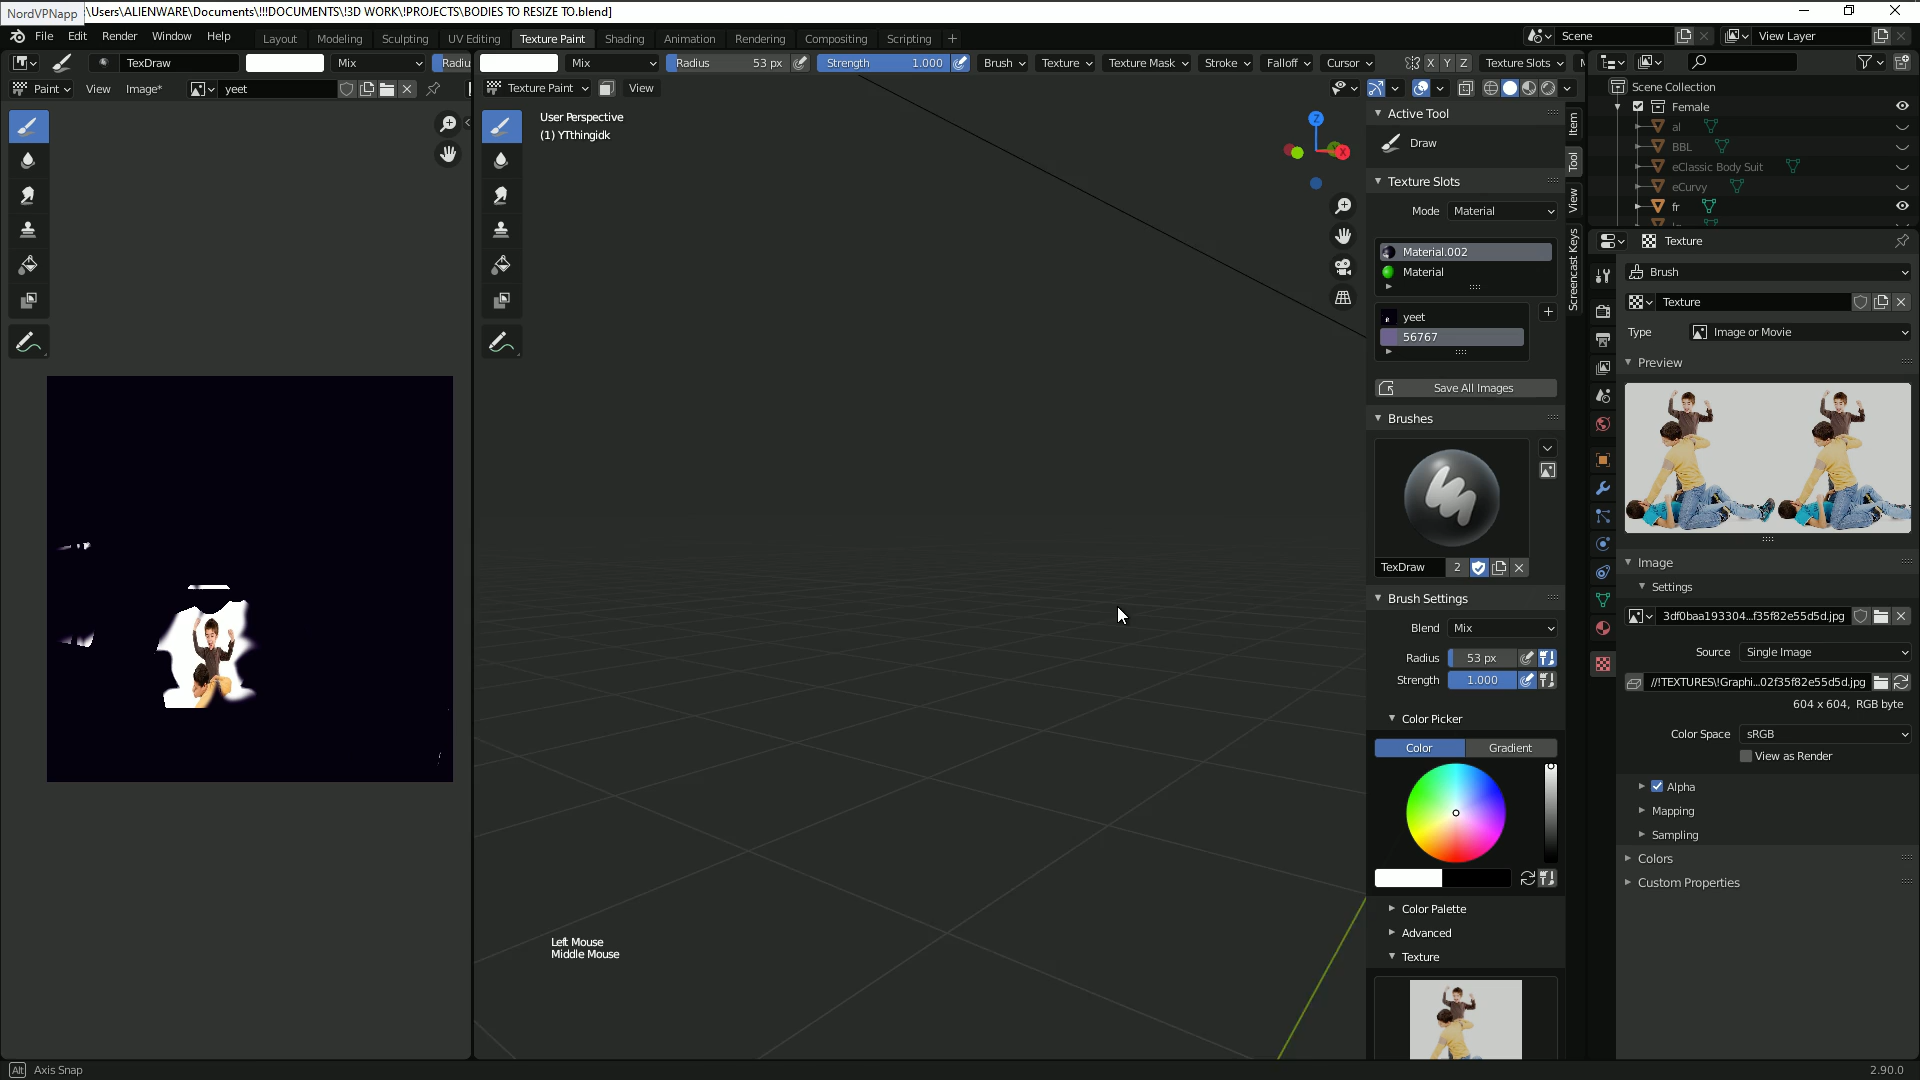 NordVPNapp :\Users\ALIENWARE\Documents\!!!DOCUMENTS\!3D WORK\!PROJECTS\BODIES TO RESIZE TO.blend]
File Edit Render Window Help Layout Modeling Sculpting UV Editing Texture Paint Shading Animation Rendering Compositing Scripting + Scene View Layer
TexDraw Mix Radiu Mix Radius 53 px Strength 1.000 Brush Texture Texture Mask Stroke Falloff Cursor X Y Z Texture Slots
Paint View Image* yeet Texture Paint View
User Perspective
(1) YTthingidk
Z
X
Left Mouse
Middle Mouse
Item
Tool
View
Screencast Keys
Active Tool
Draw
Texture Slots
Mode Material
Material.002
Material
yeet
56767
Save All Images
Brushes
TexDraw 2
Brush Settings
Blend Mix
Radius 53 px
Strength 1.000
Color Picker
Color Gradient
Color Palette
Advanced
Texture
Scene Collection
Female
al
BBL
eClassic Body Suit
eCurvy
fr
Texture
Brush
Texture
Type Image or Movie
Preview
Image
Settings
3df0baa193304...f35f82e55d5d.jpg
Source Single Image
//!TEXTURES\!Graphi...02f35f82e55d5d.jpg
604 x 604, RGB byte
Color Space sRGB
View as Render
Alpha
Mapping
Sampling
Colors
Custom Properties
Alt Axis Snap 2.90.0